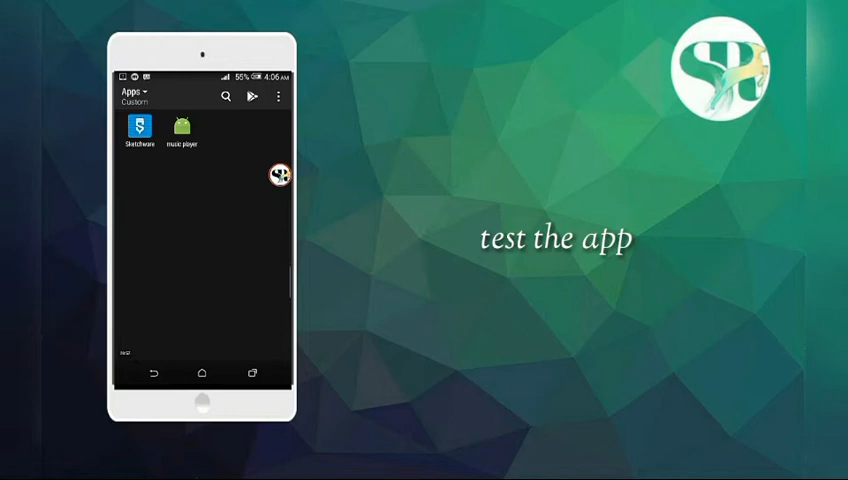 55% 4:06 AM
Apps
Custom
Sketchware
music player
test the app